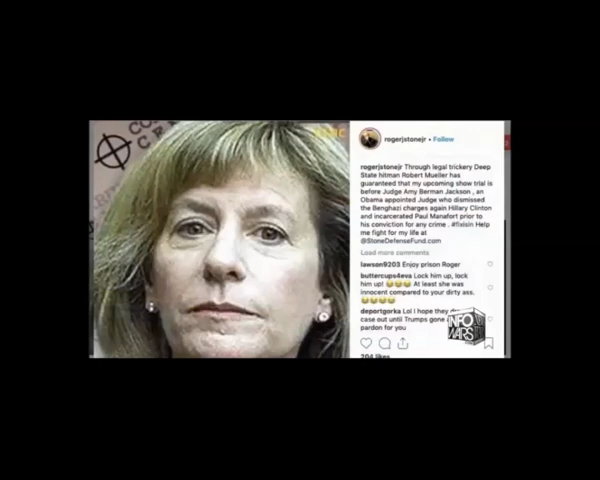 rogerjstonejr • Follow
rogerjstonejr Through legal trickery Deep
State hitman Robert Mueller has
guaranteed that my upcoming show trial is
before Judge Amy Berman Jackson , an
Obama appointed Judge who dismissed
the Benghazi charges again Hillary Clinton
and incarcerated Paul Manafort prior to
his conviction for any crime . #fixisin Help
me fight for my life at
@StoneDefenseFund.com
Load more comments
lawson9203 Enjoy prison Roger
buttercups4eva Lock him up, lock
him up! 😂😂😂 At least she was
innocent compared to your dirty ass.
😂😂😂😂
deportgorks Lol I hope they
case out until Trumps gone
pardon for you
INFO
WARS
204 likes